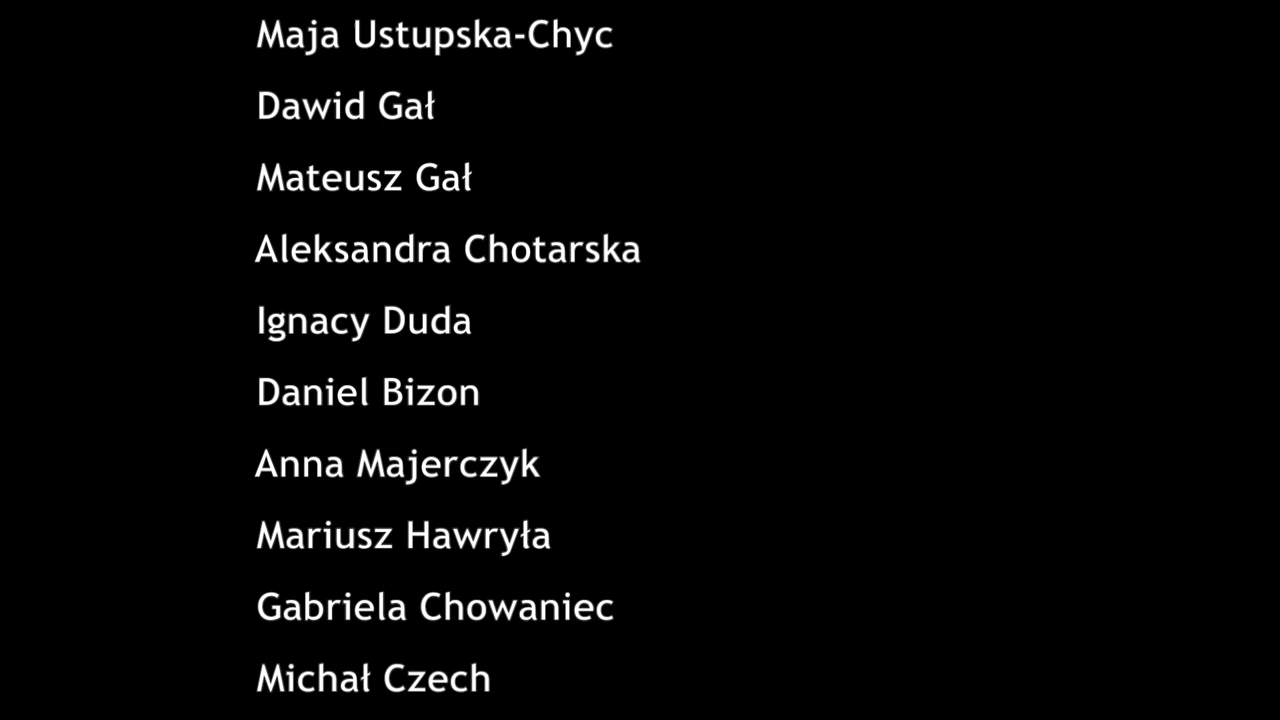 Maja Ustupska-Chyc
Dawid Gał
Mateusz Gał
Aleksandra Chotarska
Ignacy Duda
Daniel Bizon
Anna Majerczyk
Mariusz Hawryła
Gabriela Chowaniec
Michał Czech